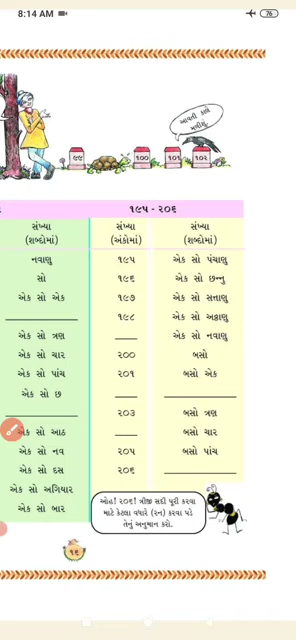 8:14 AM
76
આવતી કાલે
મળીશું.
૯૯
૧૦૦
૧૦૧
૧૦૨
૧૯૫ - ૨૦૬
સંખ્યા સંખ્યા સંખ્યા
(શબ્દોમાં) (અંકોમાં) (શબ્દોમાં)
નવાણુ ૧૯૫ એક સો પંચાણુ
સો ૧૯૬ એક સો છન્નુ
એક સો એક ૧૯૭ એક સો સત્તાણુ
૧૯૮ એક સો અઠ્ઠાણુ
એક સો ત્રણ એક સો નવાણુ
એક સો ચાર ૨૦૦ બસો
એક સો પાંચ ૨૦૧ બસો એક
એક સો છ
૨૦૩ બસો ત્રણ
એક સો આઠ બસો ચાર
એક સો નવ ૨૦૫ બસો પાંચ
એક સો દસ ૨૦૬
એક સો અગિયાર
એક સો બાર
ઓહ! ૨૦૬! ત્રીજી સદી પૂરી કરવા
માટે કેટલા વધારે (રન) કરવા પડે
તેનું અનુમાન કરો.
૧૬